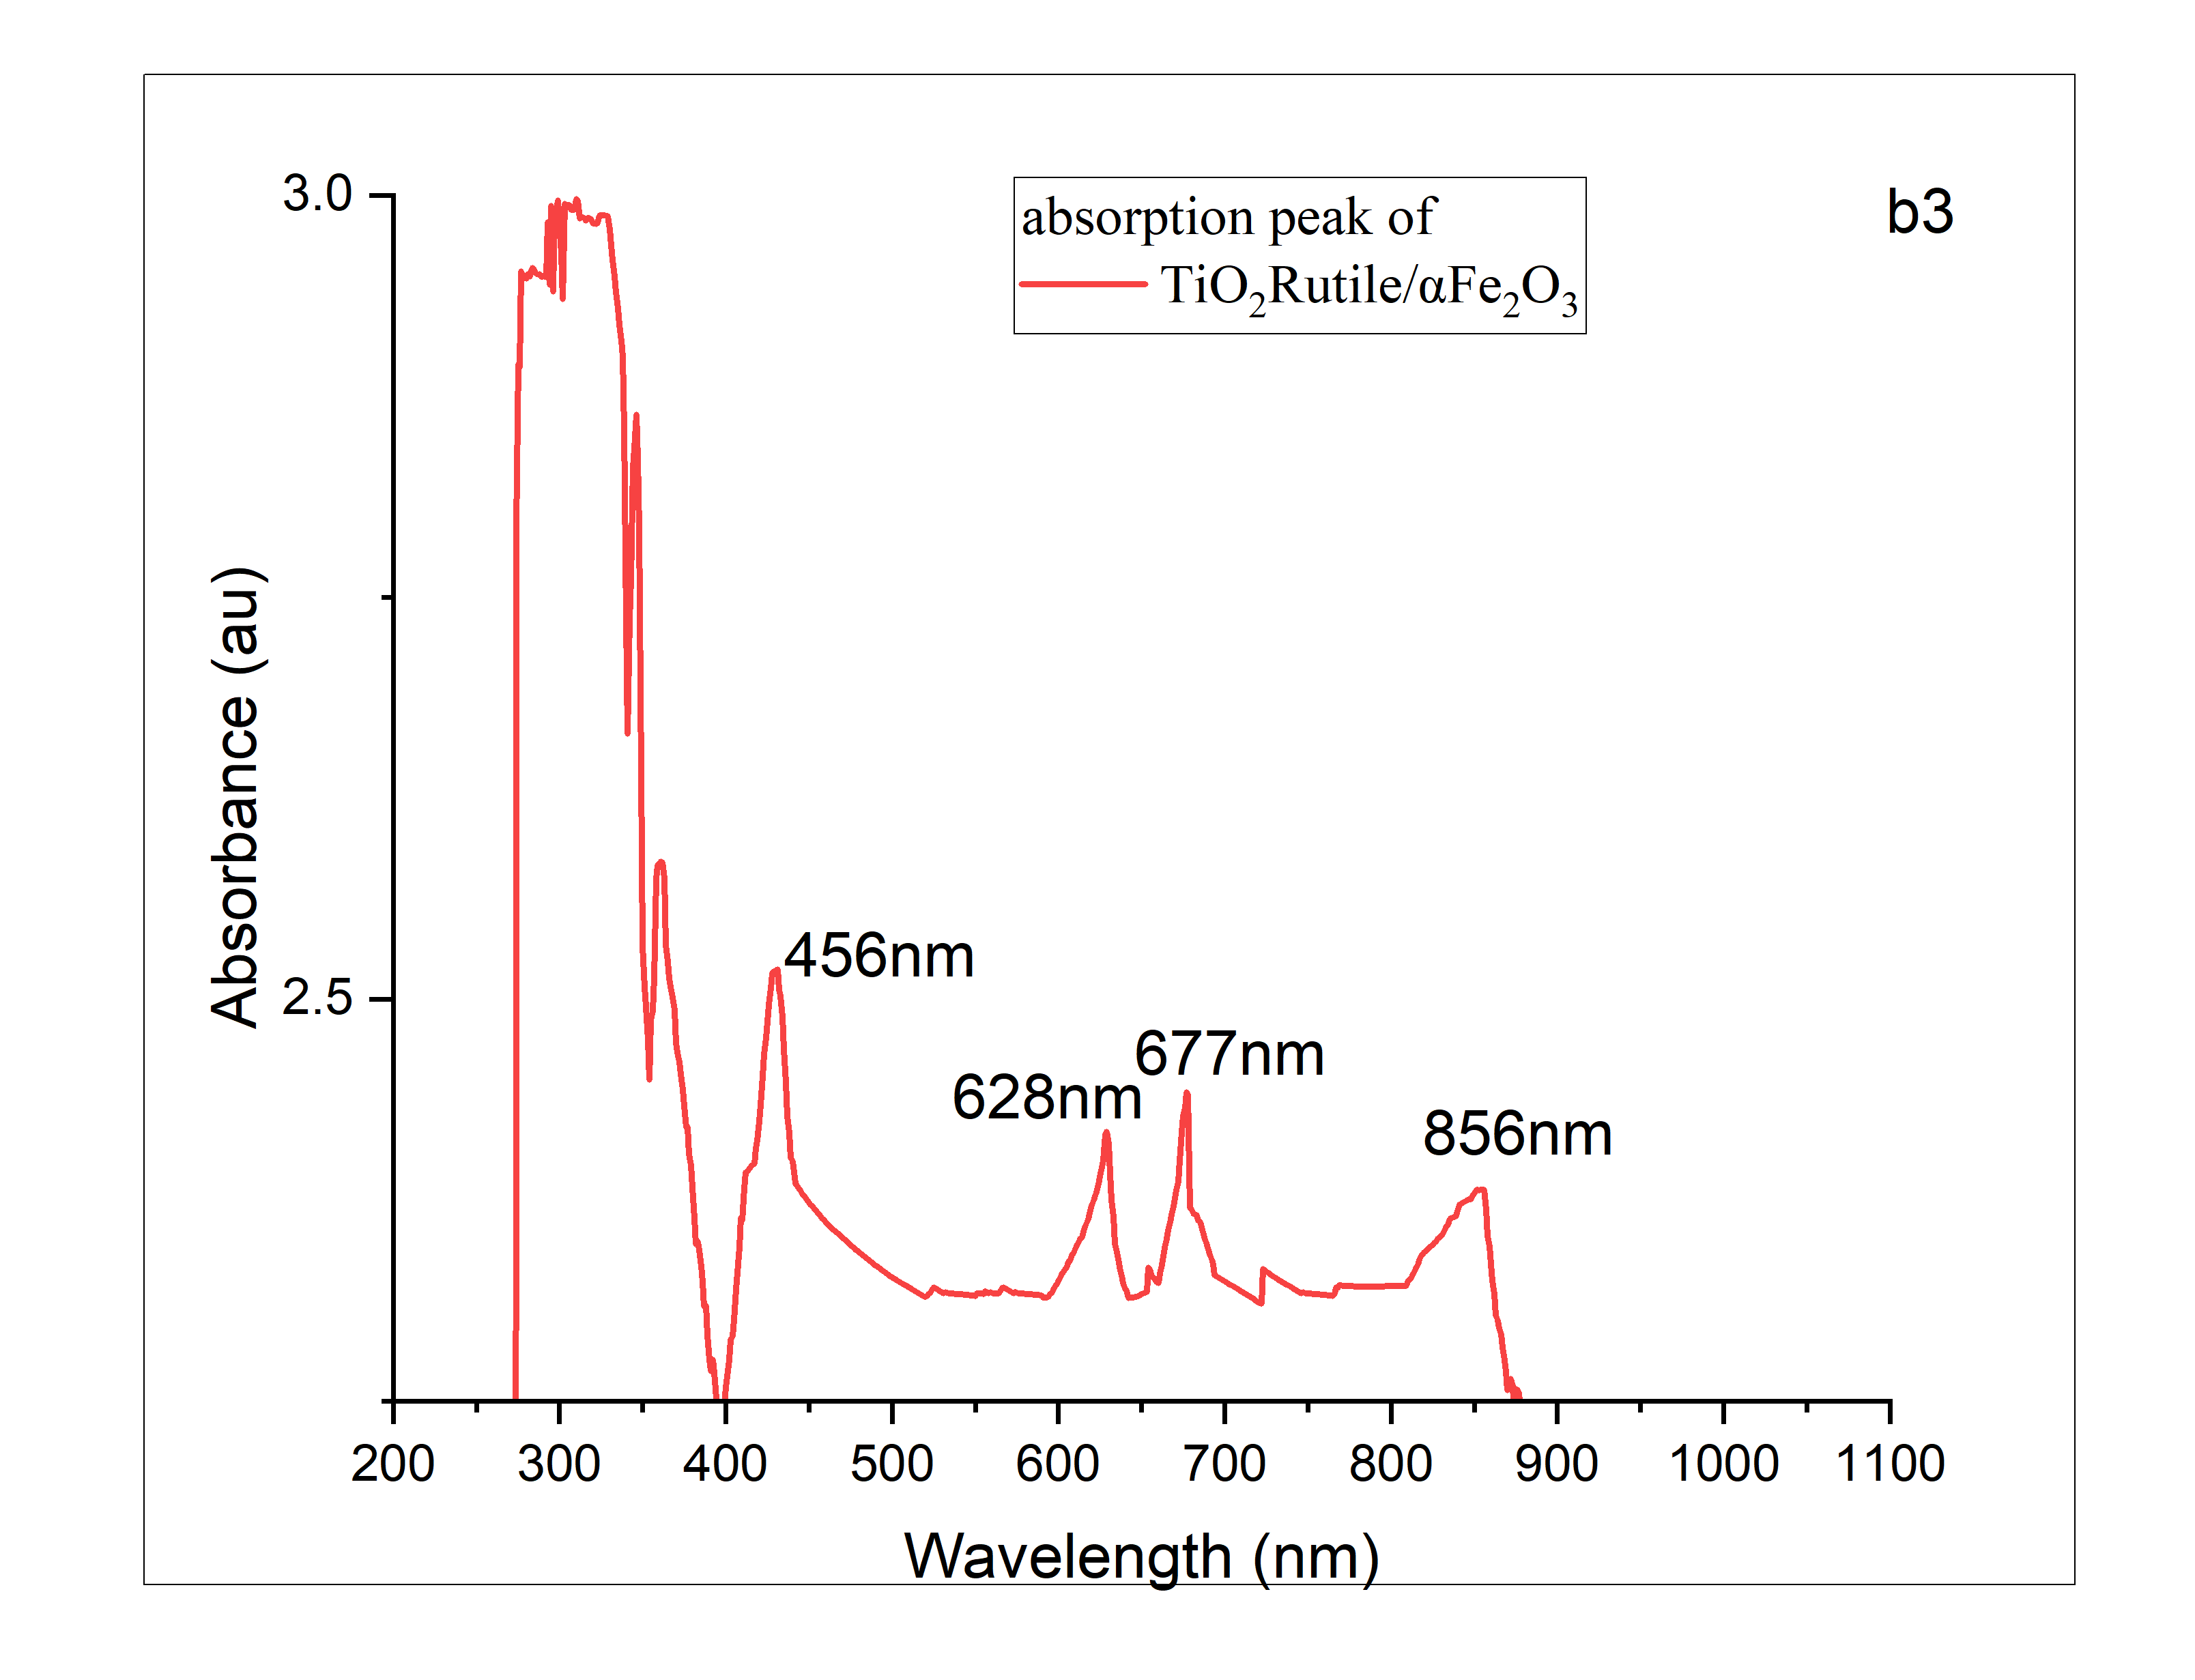 b3
absorption peak of
TiO₂Rutile/αFe₂O₃
3.0
2.5
Absorbance (au)
456nm
628nm
677nm
856nm
200 300 400 500 600 700 800 900 1000 1100
Wavelength (nm)